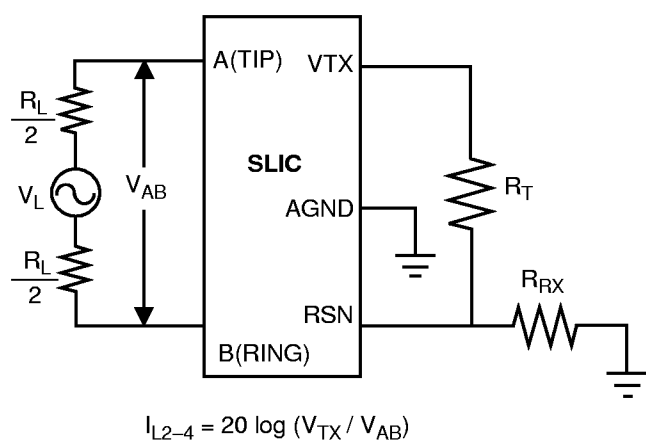 A(TIP)
VTX
R_L
2
V_L
V_AB
SLIC
R_T
AGND
R_L
2
R_RX
RSN
B(RING)
I_L2–4 = 20 log (V_TX / V_AB)